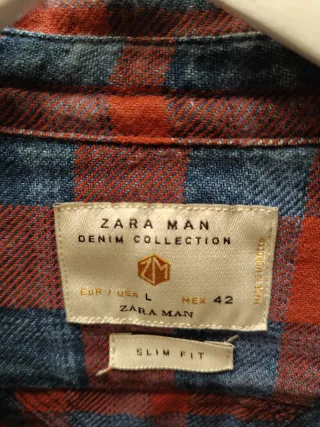 ZARA MAN
DENIM COLLECTION
ZM
EUR / USA L MEX 42
ZARA MAN
SLIM FIT